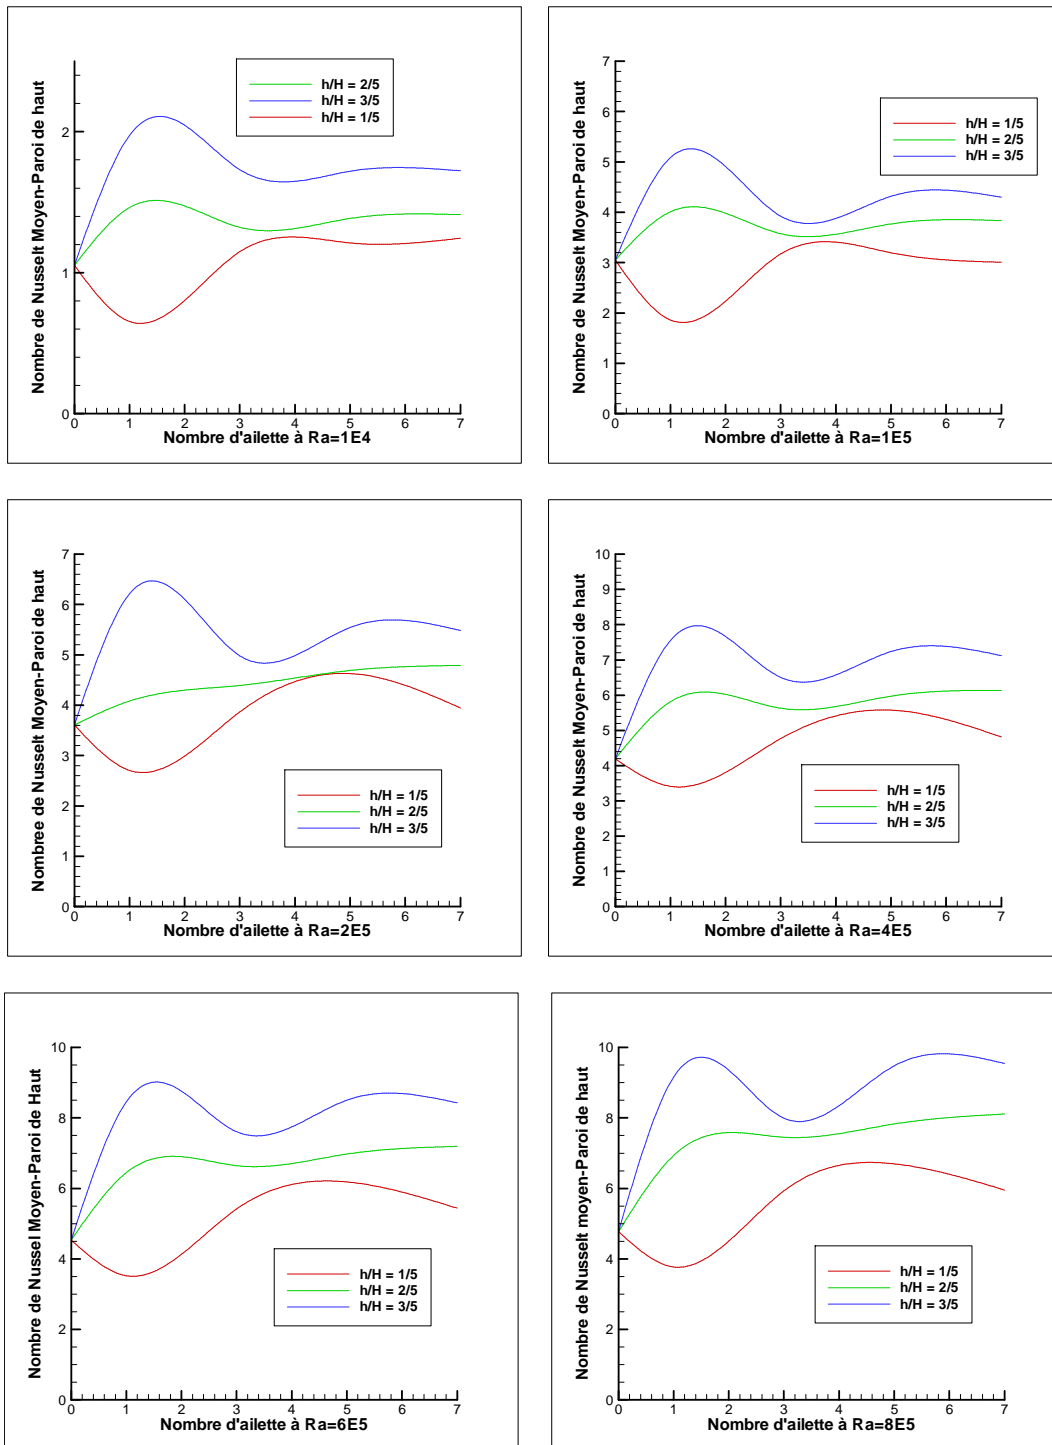 Nombre de Nusselt Moyen-Paroi de haut
h/H = 2/5
h/H = 3/5
h/H = 1/5
2
1
0
0 1 2 3 4 5 6 7
Nombre d'ailette à Ra=1E4
Nombre de Nusselt Moyen-Paroi de haut
h/H = 1/5
h/H = 2/5
h/H = 3/5
7
6
5
4
3
2
1
0
0 1 2 3 4 5 6 7
Nombre d'ailette à Ra=1E5
Nombree de Nusselt Moyen-Paroi de haut
7
6
5
4
3
2
1
0
h/H = 1/5
h/H = 2/5
h/H = 3/5
0 1 2 3 4 5 6 7
Nombre d'ailette à Ra=2E5
Nombre de Nusselt Moyen-Paroi de haut
10
9
8
7
6
5
4
3
2
1
0
h/H = 1/5
h/H = 2/5
h/H = 3/5
0 1 2 3 4 5 6 7
Nombre d'ailette à Ra=4E5
Nombre de Nussel Moyen-Paroi de Haut
10
8
6
4
2
0
h/H = 1/5
h/H = 2/5
h/H = 3/5
0 1 2 3 4 5 6 7
Nombre d'ailette à Ra=6E5
Nombre de Nusselt moyen-Paroi de haut
10
8
6
4
2
0
h/H = 1/5
h/H = 2/5
h/H = 3/5
0 1 2 3 4 5 6 7
Nombre d'ailette à Ra=8E5